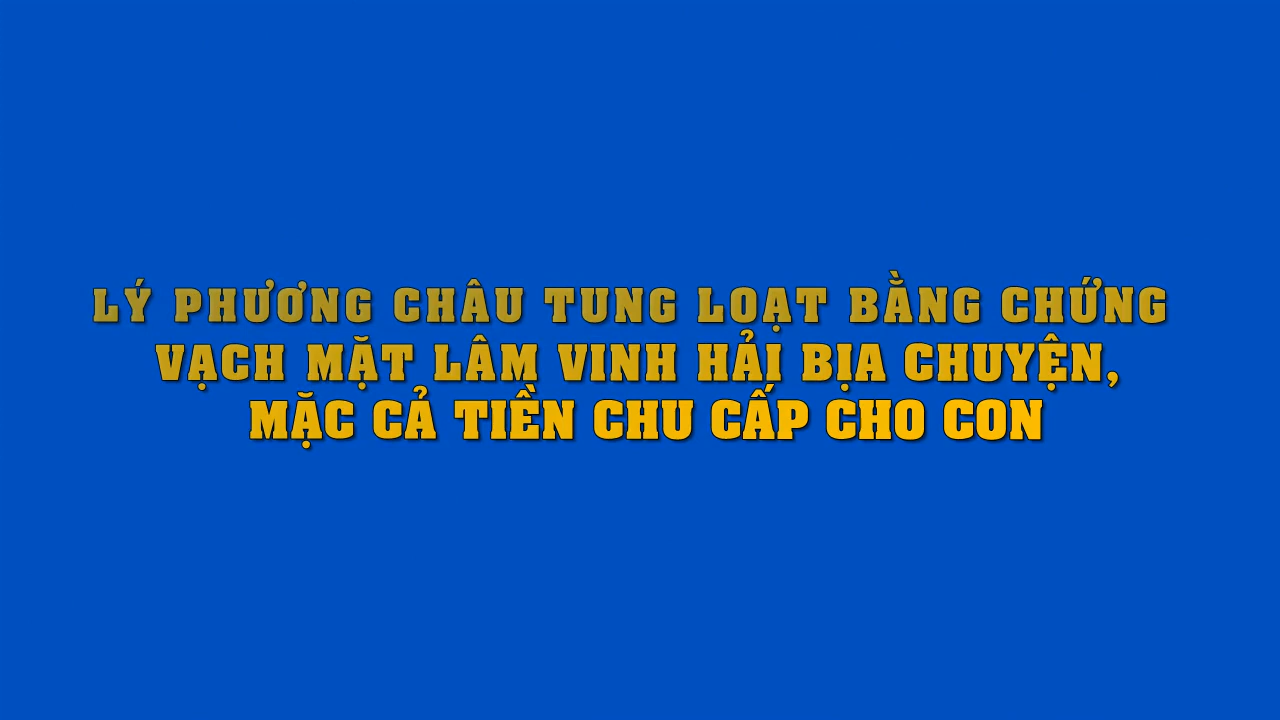 LÝ PHƯƠNG CHÂU TUNG LOẠT BẰNG CHỨNG
VẠCH MẶT LÂM VINH HẢI BỊA CHUYỆN,
MẶC CẢ TIỀN CHU CẤP CHO CON